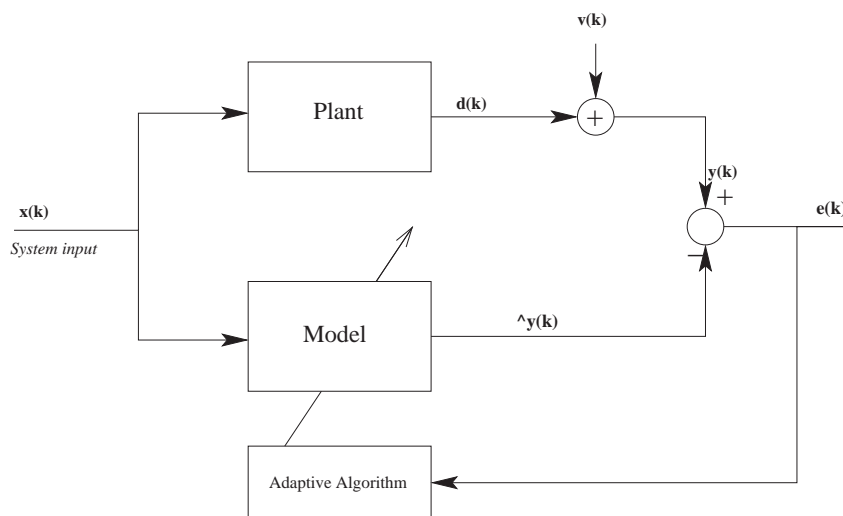 v(k)
Plant
d(k)
+
y(k)
+
x(k)
e(k)
System input
−
Model
^y(k)
Adaptive Algorithm